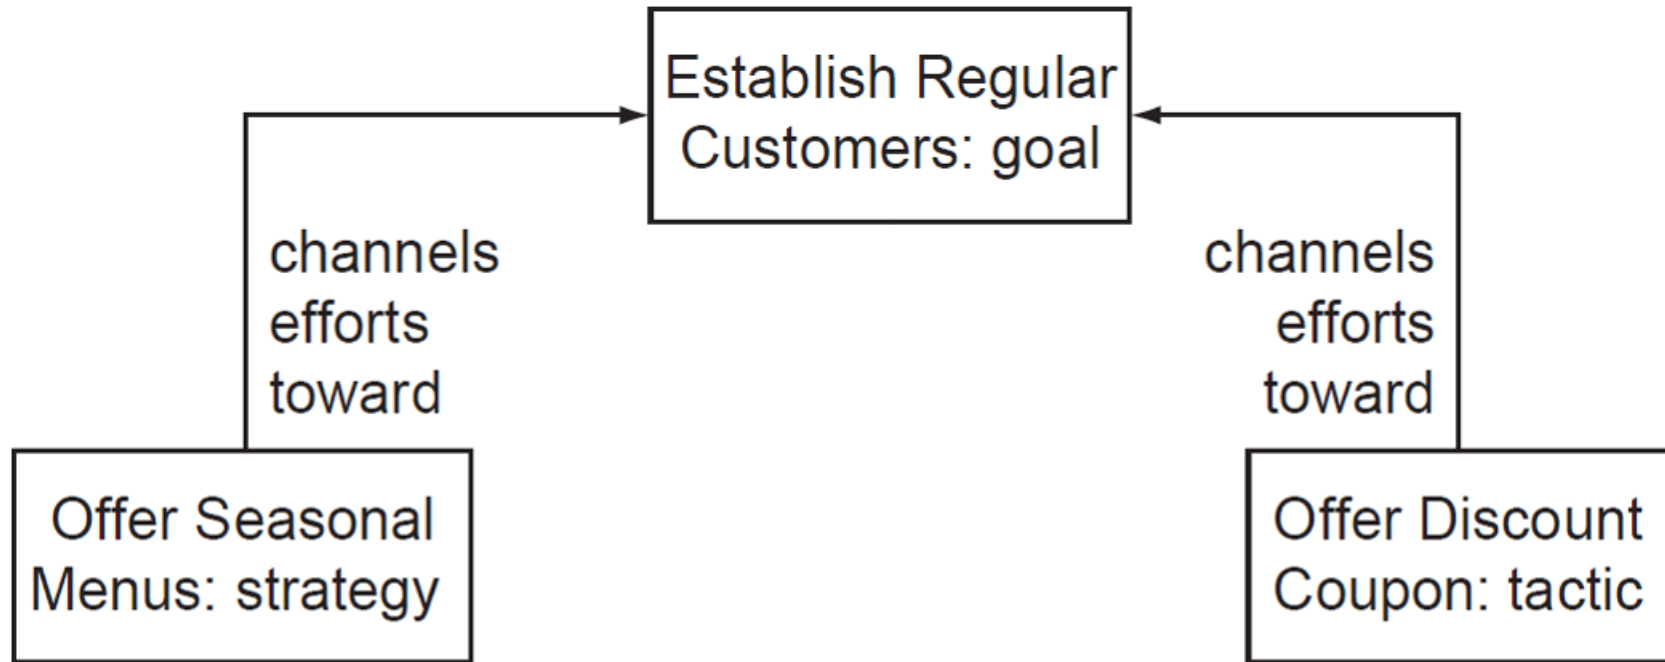 Establish Regular
Customers: goal
channels
efforts
toward
channels
efforts
toward
Offer Seasonal
Menus: strategy
Offer Discount
Coupon: tactic